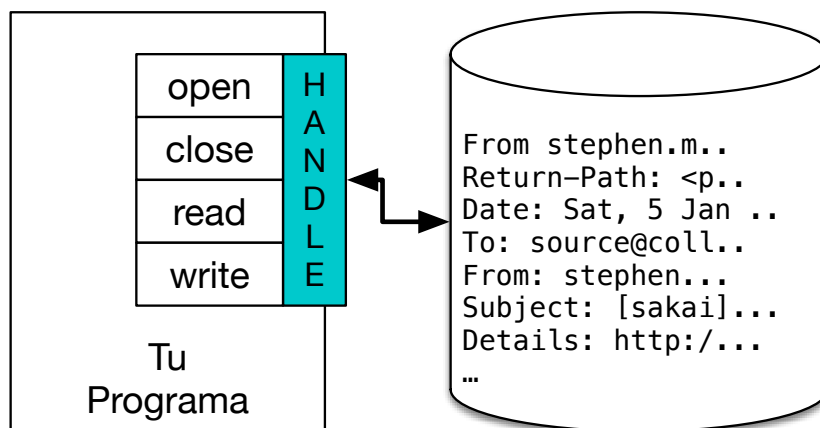 open
close
read
write
H
A
N
D
L
E
Tu
Programa
From stephen.m..
Return-Path: <p..
Date: Sat, 5 Jan ..
To: source@coll..
From: stephen...
Subject: [sakai]...
Details: http:/...
…